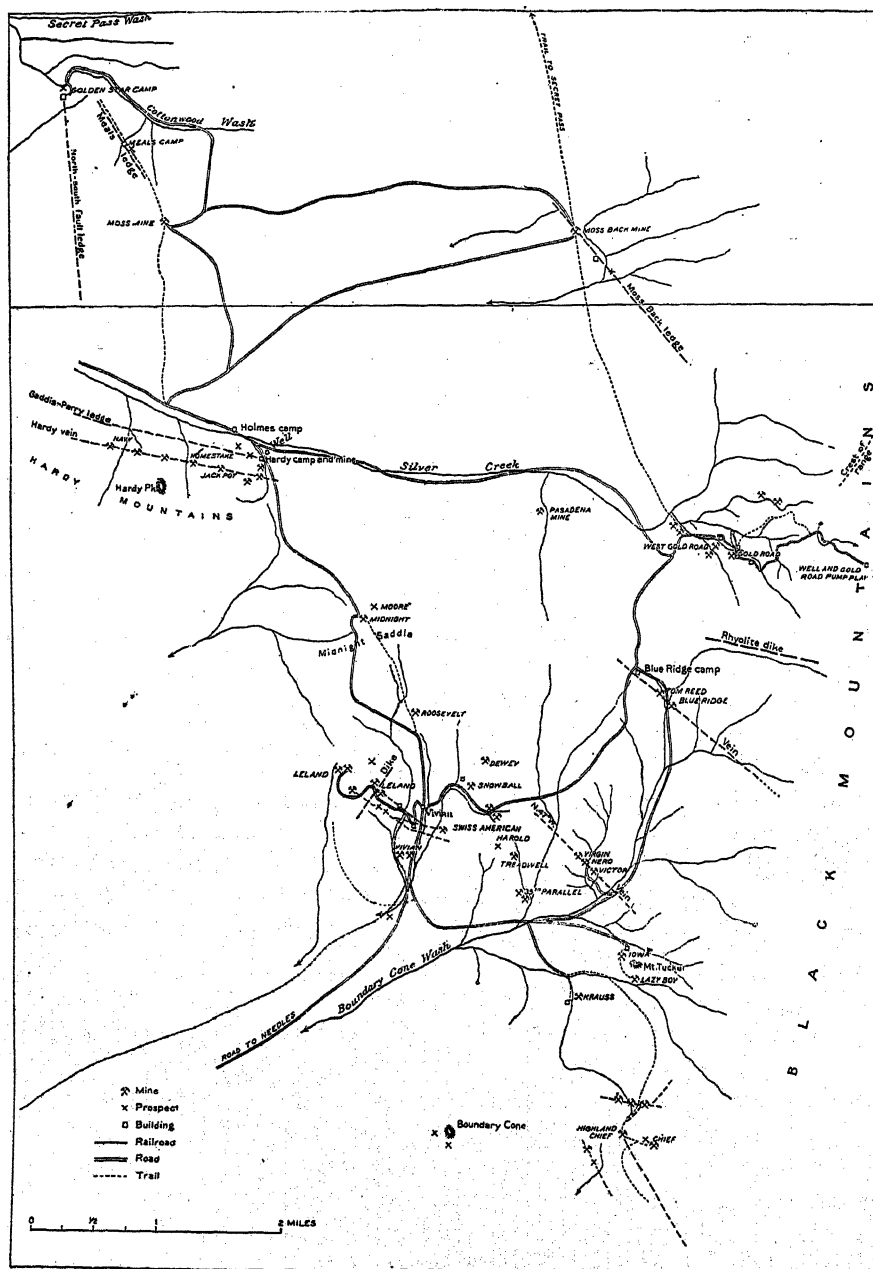 Secret Pass Wash
TRAIL TO SECRET PASS
GOLDEN STAR CAMP
Cottonwood Wash
Meals ledge
MEALS CAMP
North-south fault ledge
MOSS MINE
MOSS BACK MINE
Moss Back ledge
Gaddis-Perry ledge
Holmes camp
Hardy vein
NAVY
Well
HOMESTAKE
Hardy camp and mine
JACK POT
Silver Creek
Crest of range
HARDY MOUNTAINS
Hardy Pk
PASADENA MINE
WEST GOLD ROAD
GOLD ROAD
WELL AND GOLD ROAD PUMP PLANT
MOORE
MIDNIGHT
Midnight Saddle
Rhyolite dike
Blue Ridge camp
TOM REED
BLUE RIDGE
Vein
ROOSEVELT
DEWEY
LELAND
Dike
LELAND
SNOWBALL
VIVIAN
SWISS AMERICAN
HAROLD
VIVIAN
TREADWELL
VIRGIN
NERO
VICTOR
Vein
35TH PARALLEL
IOWA
Mt. Tucker
LAZY BOY
KRAUSS
Boundary Cone Wash
ROAD TO NEEDLES
BLACK MOUNTAINS
Mine
Prospect
Building
Railroad
Road
Trail
Boundary Cone
HIGHLAND CHIEF
CHIEF
0 1/2 1 2 MILES